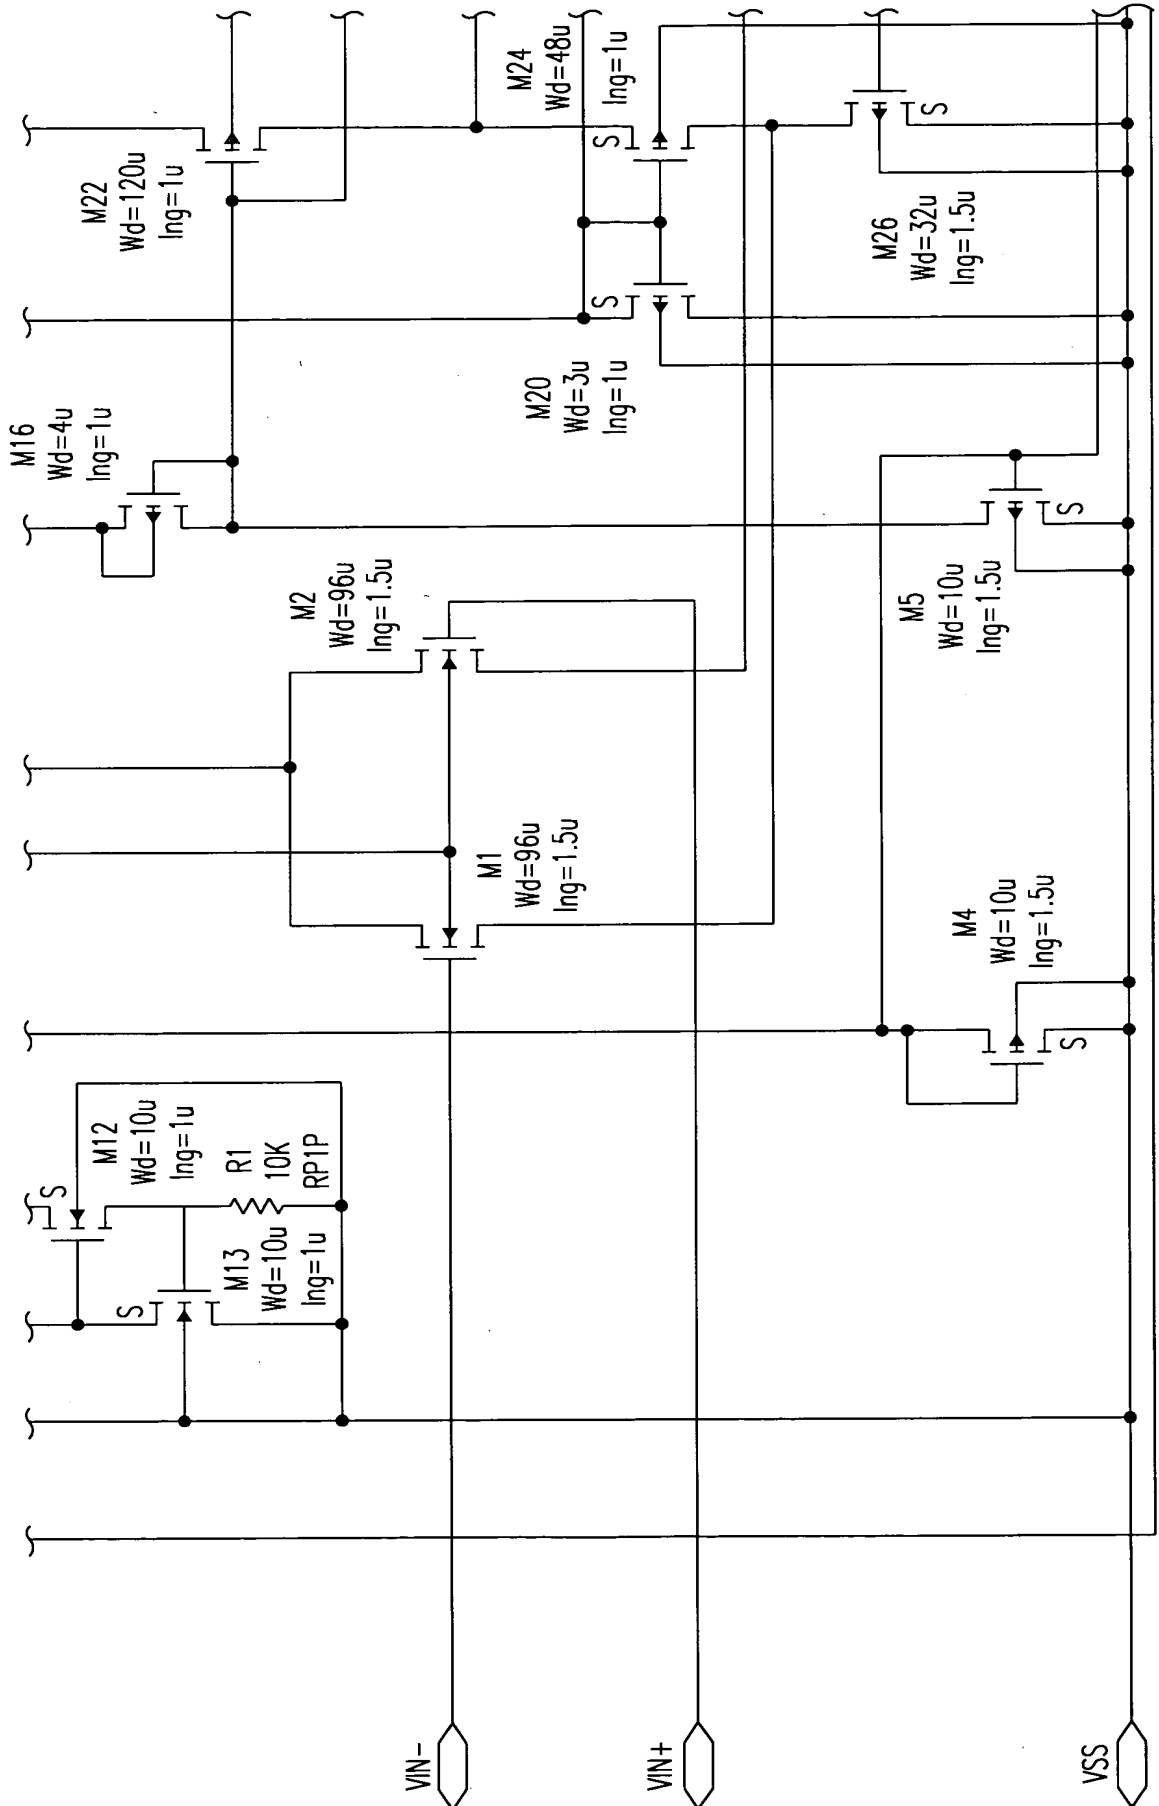 M12
Wd=10u
lng=1u
S
R1
10K
RP1P
M13
Wd=10u
lng=1u
S
M16
Wd=4u
lng=1u
M22
Wd=120u
lng=1u
M2
Wd=96u
lng=1.5u
M1
Wd=96u
lng=1.5u
VIN-
M24
Wd=48u
lng=1u
S
S
M20
Wd=3u
lng=1u
VIN+
M26
Wd=32u
lng=1.5u
S
M5
Wd=10u
lng=1.5u
S
M4
Wd=10u
lng=1.5u
S
VSS